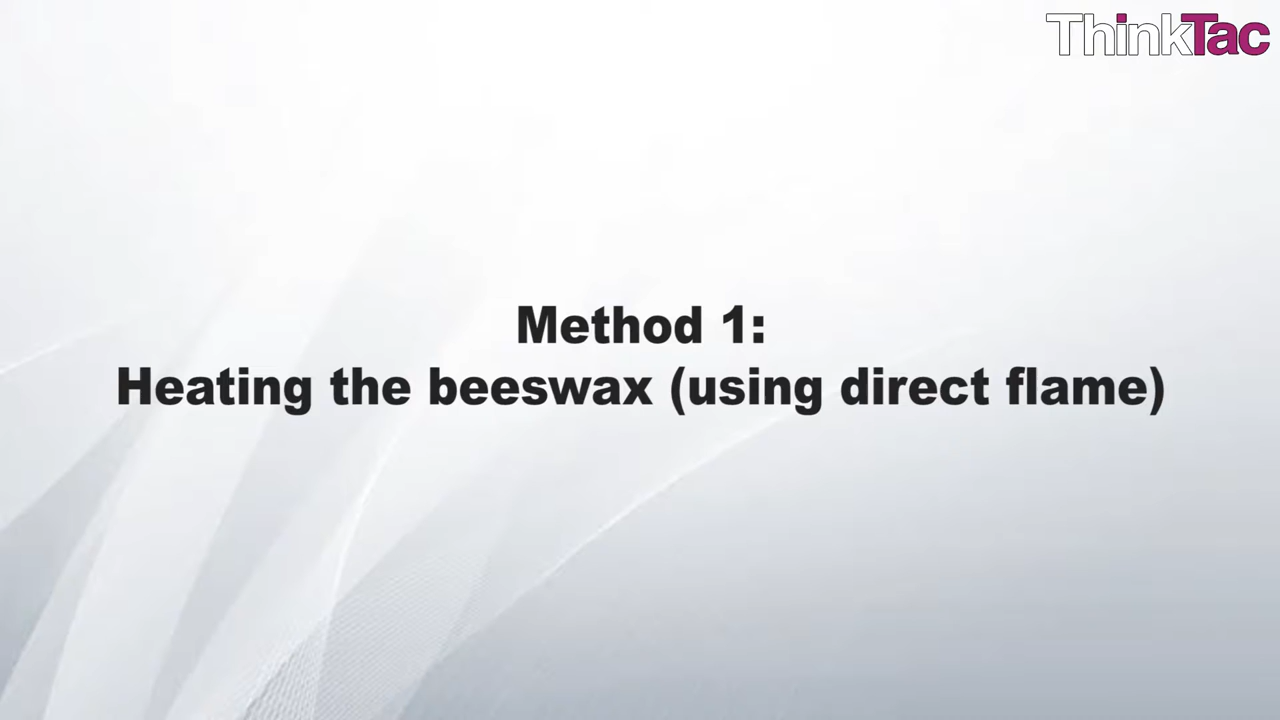 ThinkTac
Method 1:
Heating the beeswax (using direct flame)